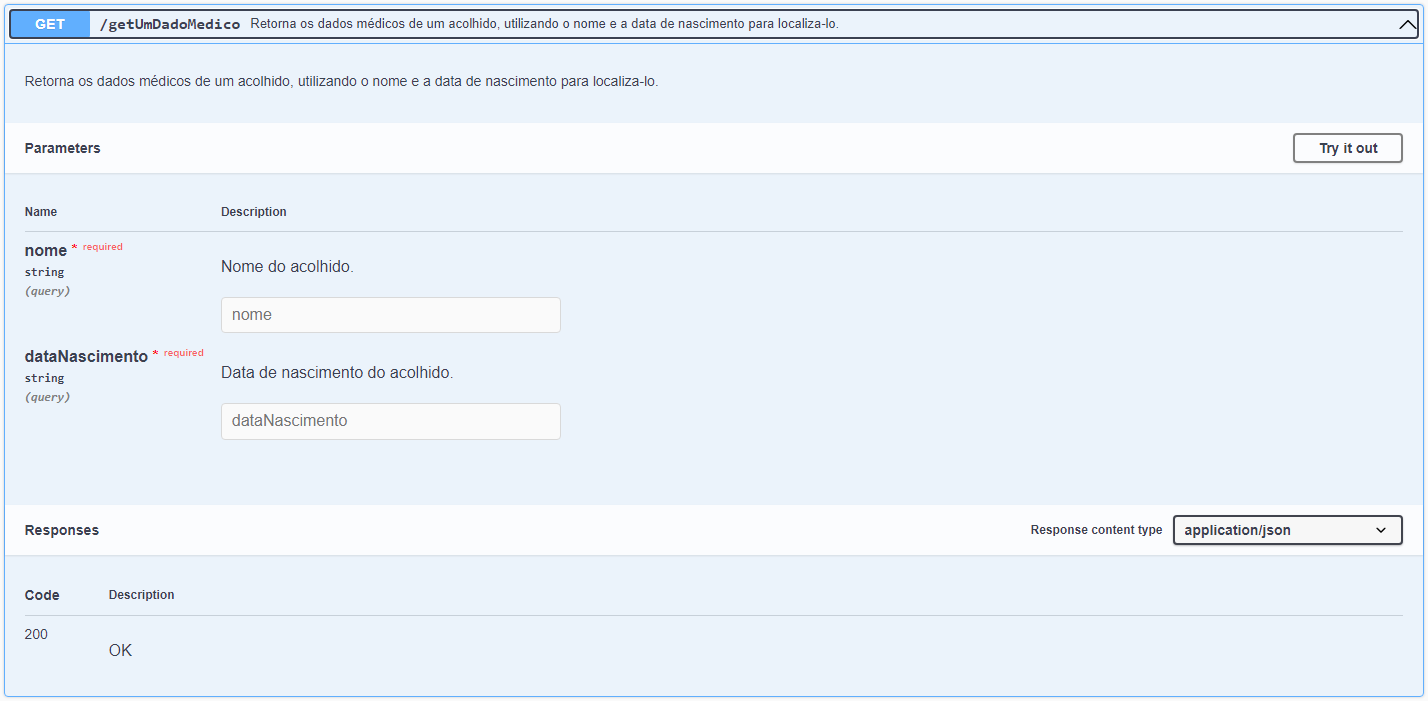 GET /getUmDadoMedico Retorna os dados médicos de um acolhido, utilizando o nome e a data de nascimento para localiza-lo.
Retorna os dados médicos de um acolhido, utilizando o nome e a data de nascimento para localiza-lo.
Parameters Try it out
Name Description
nome * required
string
(query)
Nome do acolhido.
nome
dataNascimento * required
string
(query)
Data de nascimento do acolhido.
dataNascimento
Responses Response content type application/json
Code Description
200
OK